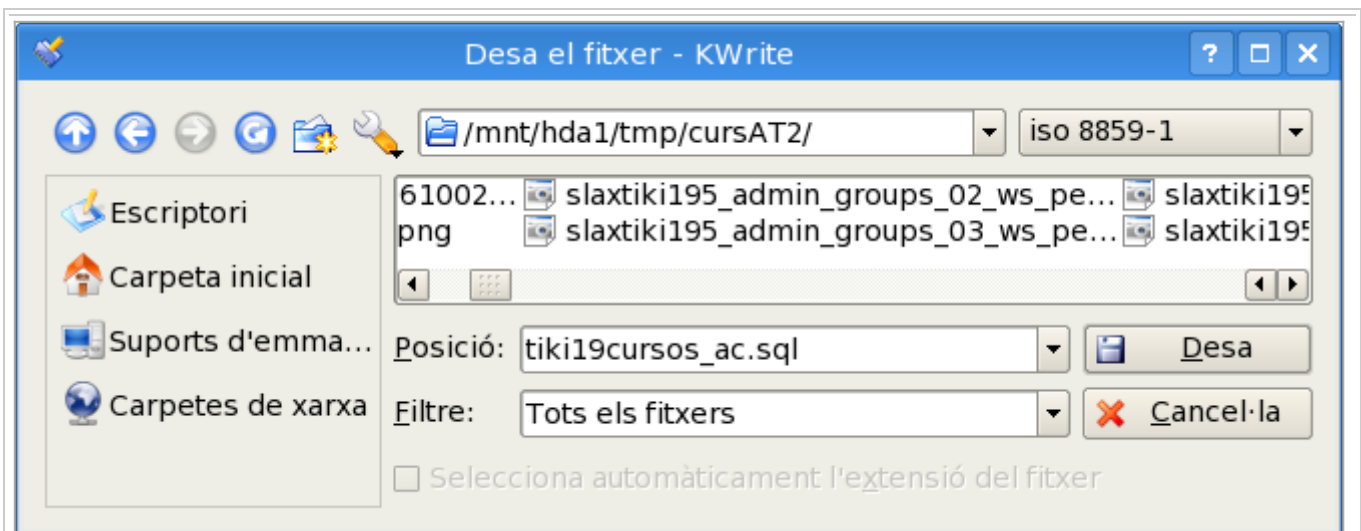 Desa el fitxer - KWrite
/mnt/hda1/tmp/cursAT2/
iso 8859-1
Escriptori
Carpeta inicial
Suports d'emma...
Carpetes de xarxa
61002... slaxtiki195_admin_groups_02_ws_pe... slaxtiki195
png slaxtiki195_admin_groups_03_ws_pe... slaxtiki195
Posició: tiki19cursos_ac.sql Desa
Filtre: Tots els fitxers Cancel·la
Selecciona automàticament l'extensió del fitxer